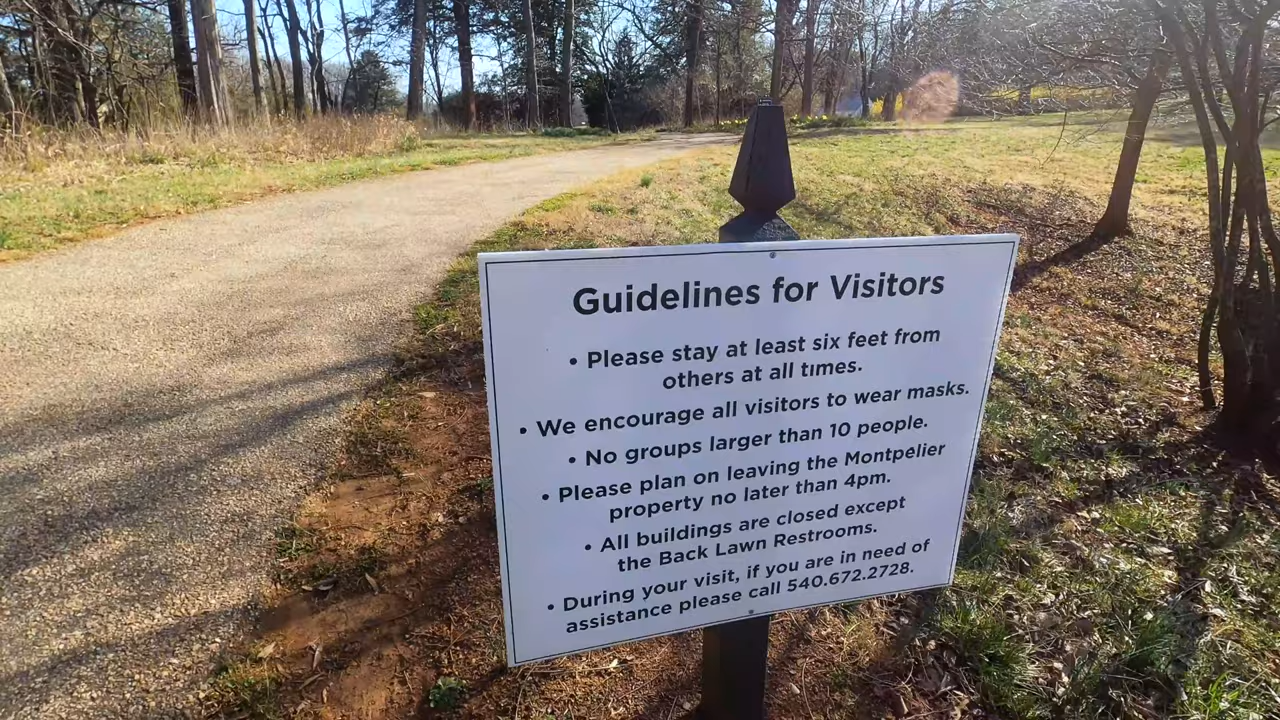 Guidelines for Visitors
• Please stay at least six feet from
others at all times.
• We encourage all visitors to wear masks.
• No groups larger than 10 people.
• Please plan on leaving the Montpelier
property no later than 4pm.
• All buildings are closed except
the Back Lawn Restrooms.
• During your visit, if you are in need of
assistance please call 540.672.2728.